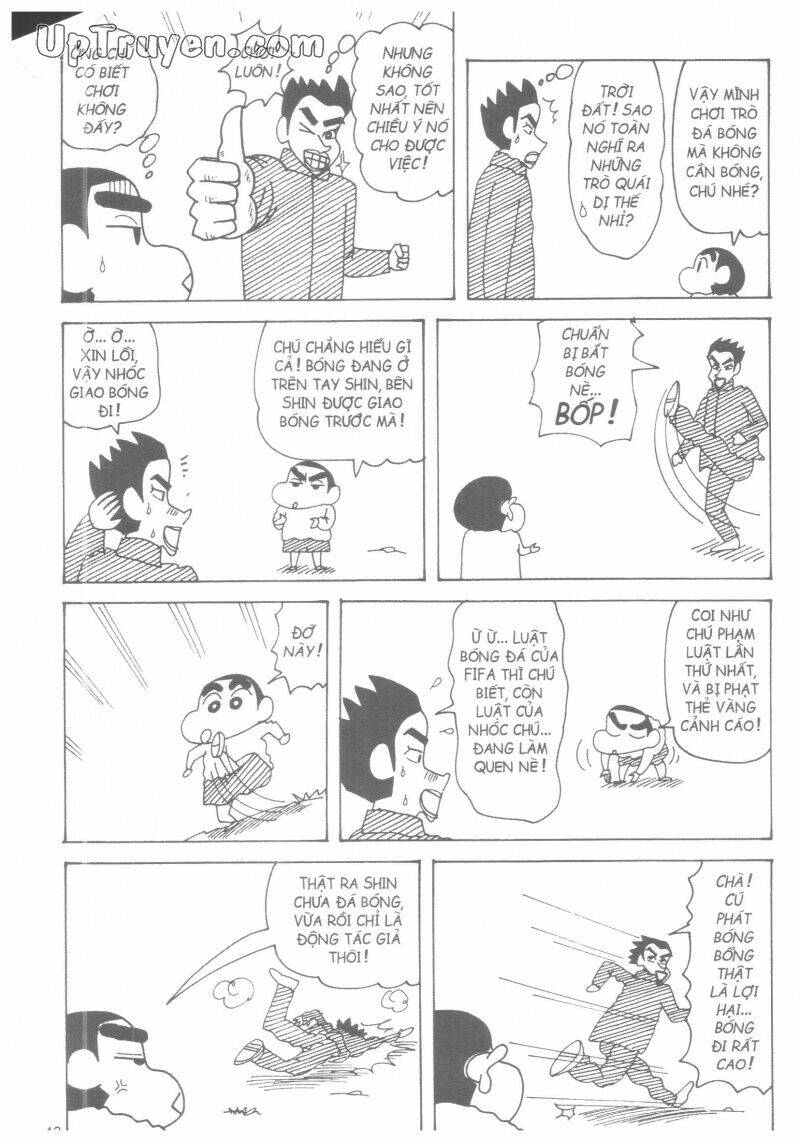 UpTruyen.com
VẬY MÌNH
CHƠI TRÒ
ĐÁ BÓNG
MÀ KHÔNG
CẦN BÓNG,
CHÚ NHÉ?
TRỜI
ĐẤT! SAO
NÓ TOÀN
NGHĨ RA
NHỮNG
TRÒ QUÁI
DỊ THẾ
NHỈ?
NHƯNG
KHÔNG
SAO, TỐT
NHẤT NÊN
CHIỀU Ý NÓ
CHO ĐƯỢC
VIỆC!
CHƠI
LUÔN!
ÔNG CHÚ
CÓ BIẾT
CHƠI
KHÔNG
ĐẤY?
CHUẨN
BỊ BẮT
BÓNG
NÈ...
BỐP!
CHÚ CHẲNG HIỂU GÌ
CẢ! BÓNG ĐANG Ở
TRÊN TAY SHIN, BÊN
SHIN ĐƯỢC GIAO
BÓNG TRƯỚC MÀ!
Ờ... Ờ...
XIN LỖI,
VẬY NHÓC
GIAO BÓNG
ĐI!
COI NHƯ
CHÚ PHẠM
LUẬT LẦN
THỨ NHẤT,
VÀ BỊ PHẠT
THẺ VÀNG
CẢNH CÁO!
Ừ Ừ... LUẬT
BÓNG ĐÁ CỦA
FIFA THÌ CHÚ
BIẾT, CÒN
LUẬT CỦA
NHÓC CHÚ...
ĐANG LÀM
QUEN NÈ!
ĐỠ
NÀY!
CHÀ!
CÚ
PHÁT
BÓNG
BỔNG
THẬT
LÀ LỢI
HẠI...
BÓNG
ĐI RẤT
CAO!
THẬT RA SHIN
CHƯA ĐÁ BÓNG,
VỪA RỒI CHỈ LÀ
ĐỘNG TÁC GIẢ
THÔI!